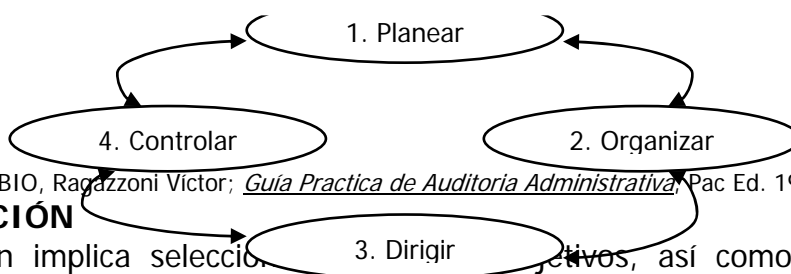 1. Planear
4. Controlar
2. Organizar
BIO, Ragazzoni Víctor; Guía Practica de Auditoria Administrativa, Pac Ed. 19
CIÓN
n implica selecció
3. Dirigir
jetivos, así como